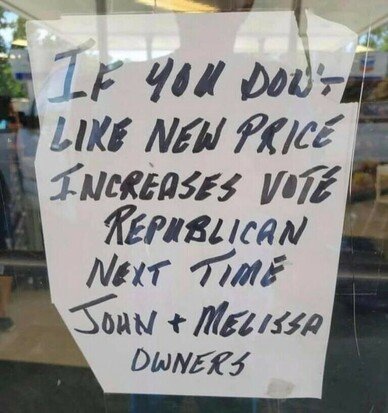 IF YOU DON'T
LIKE NEW PRICE
INCREASES VOTE
REPUBLICAN
NEXT TIME
JOHN + MELISSA
OWNERS